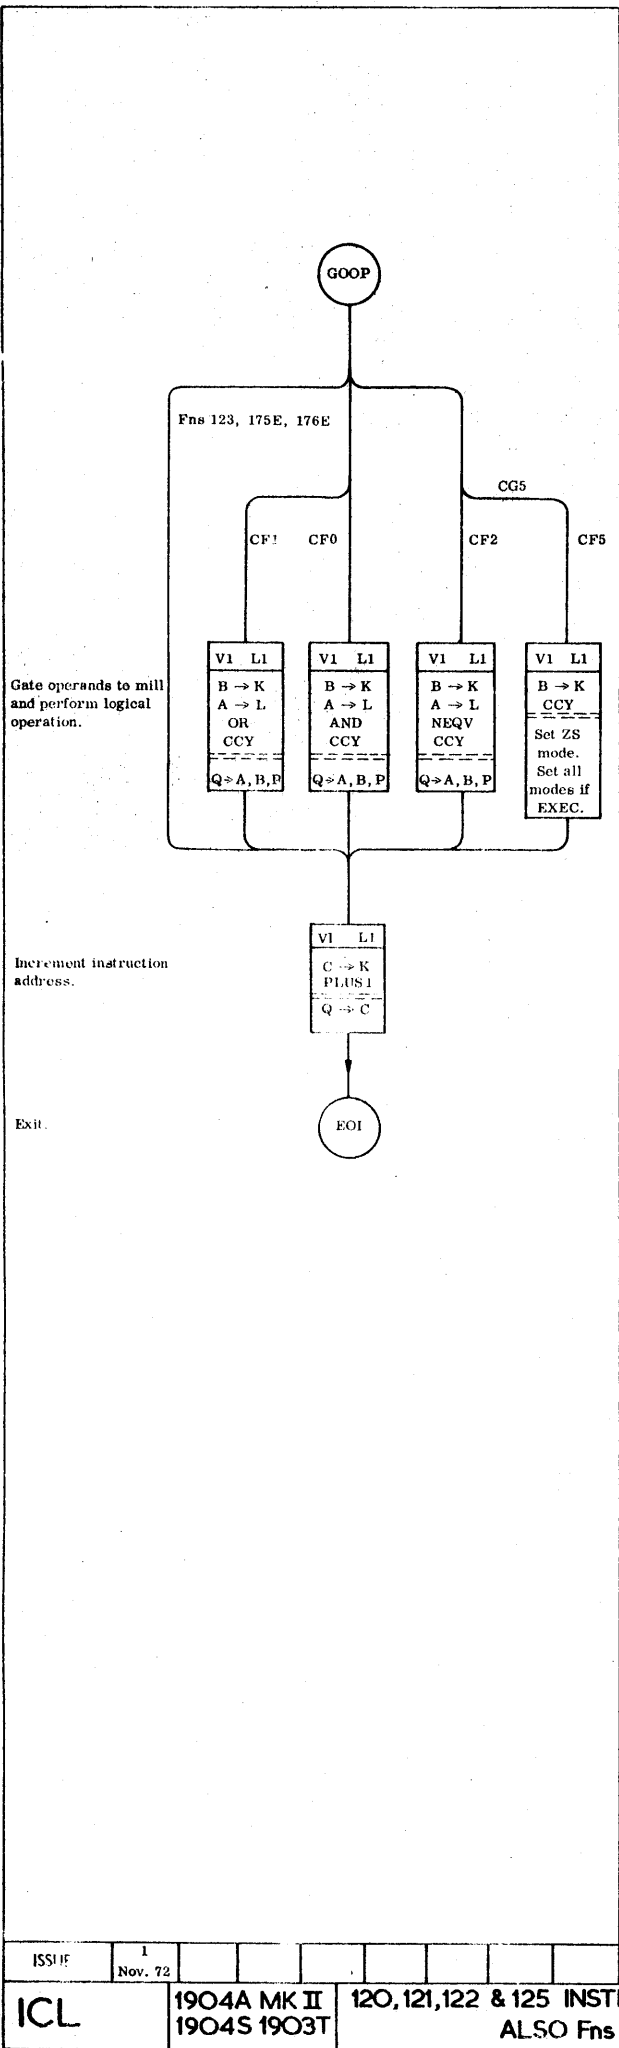 GOOP
Fns 123, 175E, 176E
CG5
CF1
CF0
CF2
CF5
Gate operands to mill
and perform logical
operation.
V1 L1
B → K
A → L
OR
CCY
Q → A, B, P
V1 L1
B → K
A → L
AND
CCY
Q → A, B, P
V1 L1
B → K
A → L
NEQV
CCY
Q → A, B, P
V1 L1
B → K
CCY
Set ZS
mode.
Set all
modes if
EXEC.
Increment instruction
address.
V1 L1
C → K
PLUS1
Q → C
Exit.
EOI
ISSUE
1
Nov. 72
ICL
1904A MK II
1904S 1903T
120, 121, 122 & 125 INST
ALSO Fns